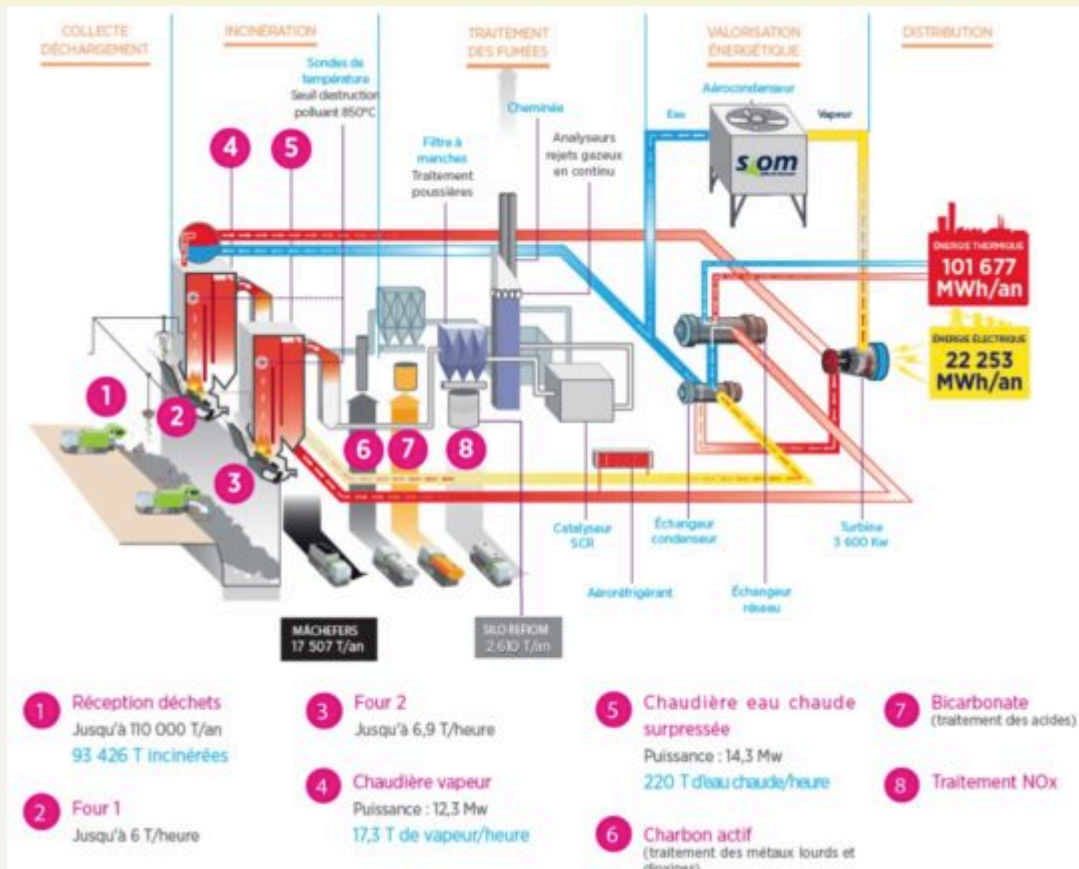 COLLECTE
DÉCHARGEMENT
INCINÉRATION
TRAITEMENT
DES FUMÉES
VALORISATION
ÉNERGÉTIQUE
DISTRIBUTION
Sondes de
température
Seuil destruction
polluant 850°C
4
5
Filtre à
manches
Traitement
poussières
Cheminée
Analyseurs
rejets gazeux
en continu
Aérocondenseur
Eau
Vapeur
ÉNERGIE THERMIQUE
101 677
MWh/an
ÉNERGIE ÉLECTRIQUE
22 253
MWh/an
1
2
3
6
7
8
Catalyseur
SCR
Échangeur
condenseur
Turbine
3 600 Kw
Aéroréfrigérant
Échangeur
réseau
MÂCHEFERS
17 507 T/an
SILO REFIOM
2 610 T/an
1 Réception déchets
Jusqu'à 110 000 T/an
93 426 T incinérées
2 Four 1
Jusqu'à 6 T/heure
3 Four 2
Jusqu'à 6,9 T/heure
4 Chaudière vapeur
Puissance : 12,3 Mw
17,3 T de vapeur/heure
5 Chaudière eau chaude
surpressée
Puissance : 14,3 Mw
220 T d'eau chaude/heure
6 Charbon actif
(traitement des métaux lourds et
7 Bicarbonate
(traitement des acides)
8 Traitement NOx